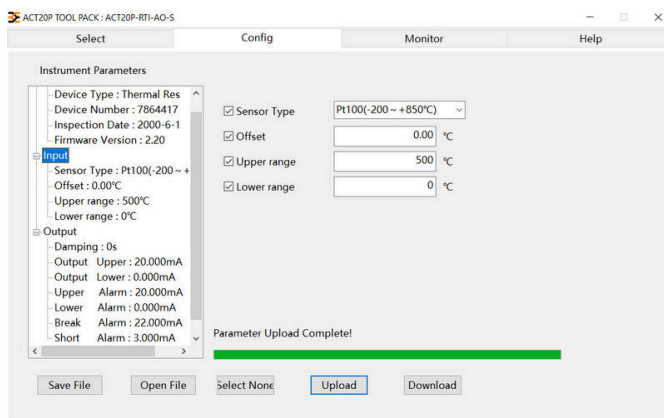 ACT20P TOOL PACK : ACT20P-RTI-AO-S
Select Config Monitor Help
Instrument Parameters
Device Type : Thermal Res
Device Number : 7864417
Inspection Date : 2000-6-1
Firmware Version : 2.20
Input
Sensor Type : Pt100(-200 ~ +
Offset : 0.00℃
Upper range : 500℃
Lower range : 0℃
Output
Damping : 0s
Output Upper : 20.000mA
Output Lower : 0.000mA
Upper Alarm : 20.000mA
Lower Alarm : 0.000mA
Break Alarm : 22.000mA
Short Alarm : 3.000mA
Sensor Type Pt100(-200 ~ +850℃)
Offset 0.00 ℃
Upper range 500 ℃
Lower range 0 ℃
Parameter Upload Complete!
Save File Open File Select None Upload Download